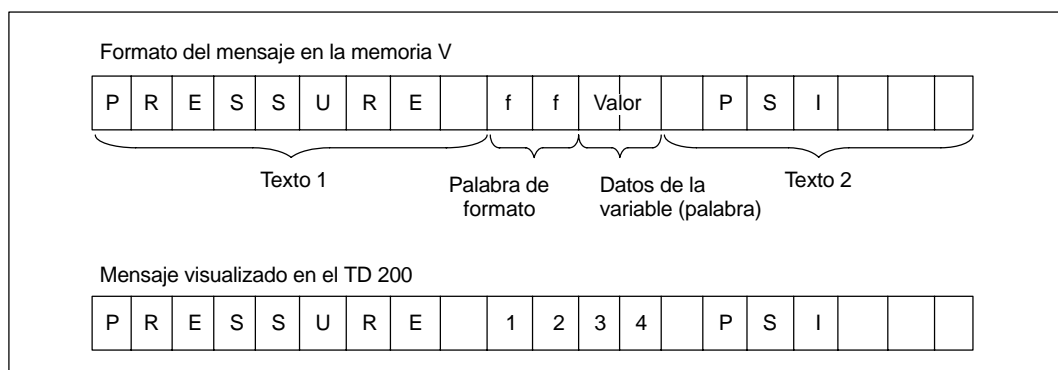 Formato del mensaje en la memoria V
P R E S S U R E f f Valor P S I
Texto 1
Palabra de
formato
Datos de la
variable (palabra)
Texto 2
Mensaje visualizado en el TD 200
P R E S S U R E 1 2 3 4 P S I